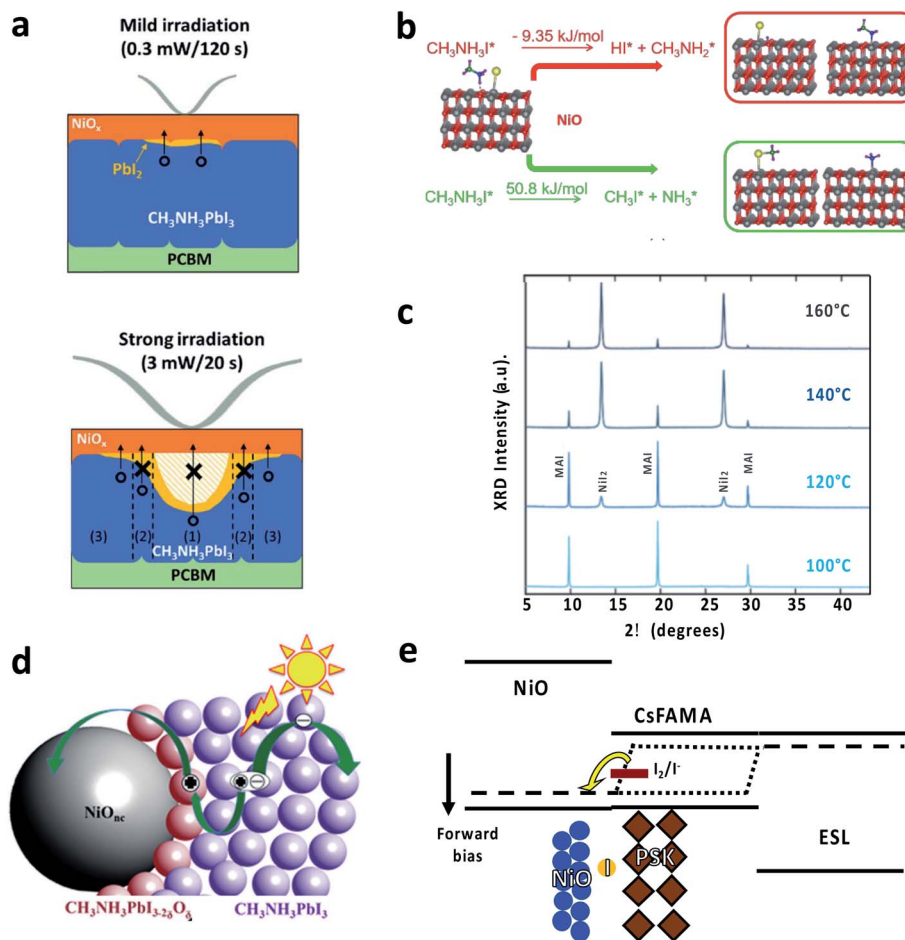 a
Mild irradiation
(0.3 mW/120 s)
NiOx
PbI2
CH3NH3PbI3
PCBM
Strong irradiation
(3 mW/20 s)
NiOx
(3) (2) (1) (2) (3)
CH3NH3PbI3
PCBM
b
CH3NH3I* - 9.35 kJ/mol HI* + CH3NH2*
NiO
CH3NH3I* 50.8 kJ/mol CH3I* + NH3*
c
XRD Intensity (a.u).
160°C
140°C
MAI NiI2 MAI NiI2 MAI
120°C
100°C
5 10 15 20 25 30 35 40
2! (degrees)
d
NiOnc
CH3NH3PbI3-2δOδ CH3NH3PbI3
e
NiO
CsFAMA
I2/I-
Forward
bias
NiO I PSK
ESL